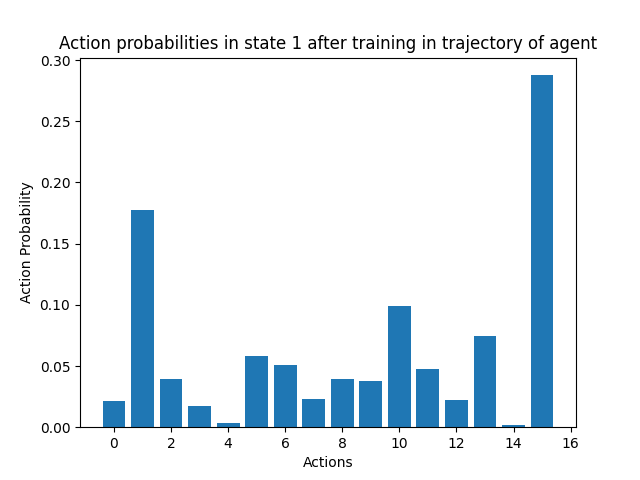 Action probabilities in state 1 after training in trajectory of agent
0.30
0.25
0.20
0.15
0.10
0.05
0.00
Action Probability
0 2 4 6 8 10 12 14 16
Actions